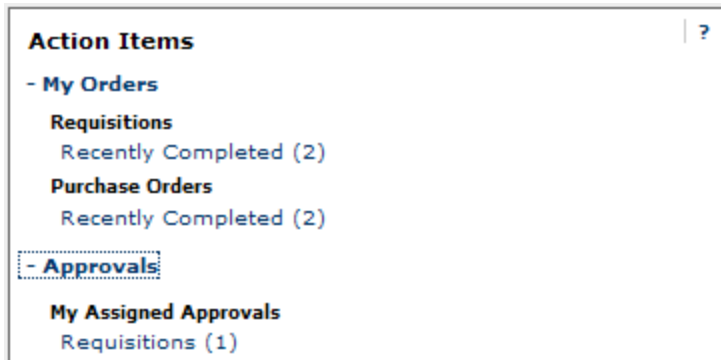 Action Items
?
- My Orders
Requisitions
Recently Completed (2)
Purchase Orders
Recently Completed (2)
- Approvals
My Assigned Approvals
Requisitions (1)